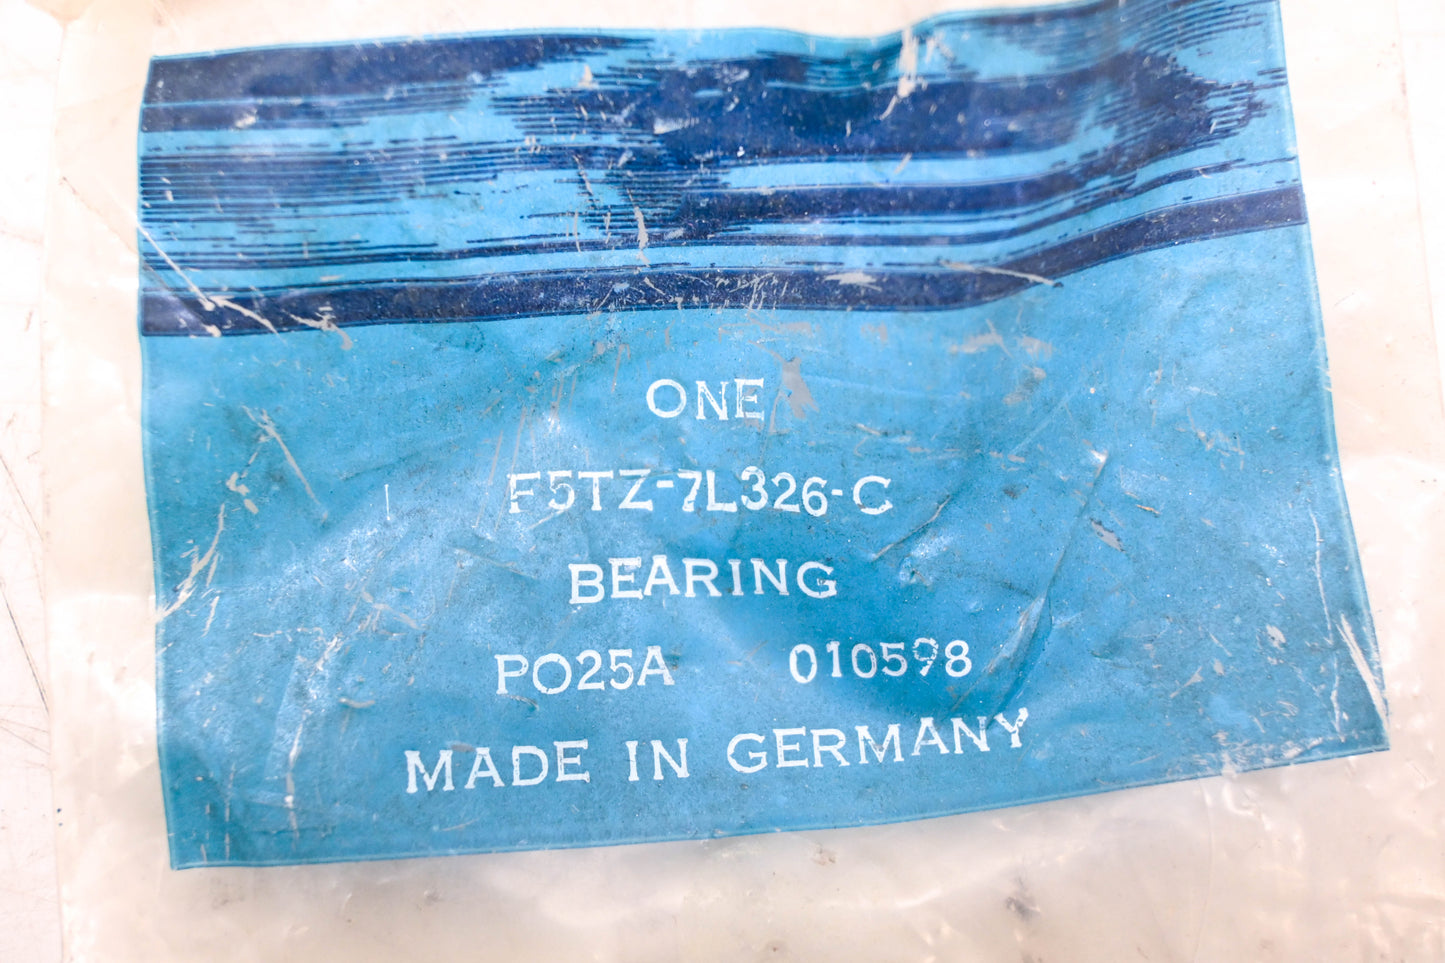 ONE
F5TZ-7L326-C
BEARING
PO25A 010598
MADE IN GERMANY